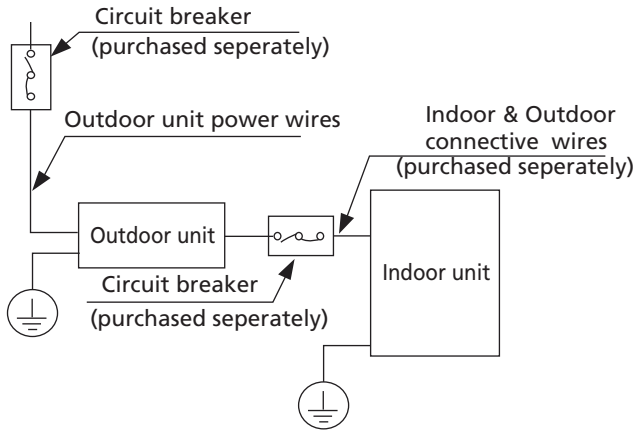 Circuit breaker
(purchased seperately)
Outdoor unit power wires
Indoor & Outdoor
connective wires
(purchased seperately)
Outdoor unit
Indoor unit
Circuit breaker
(purchased seperately)